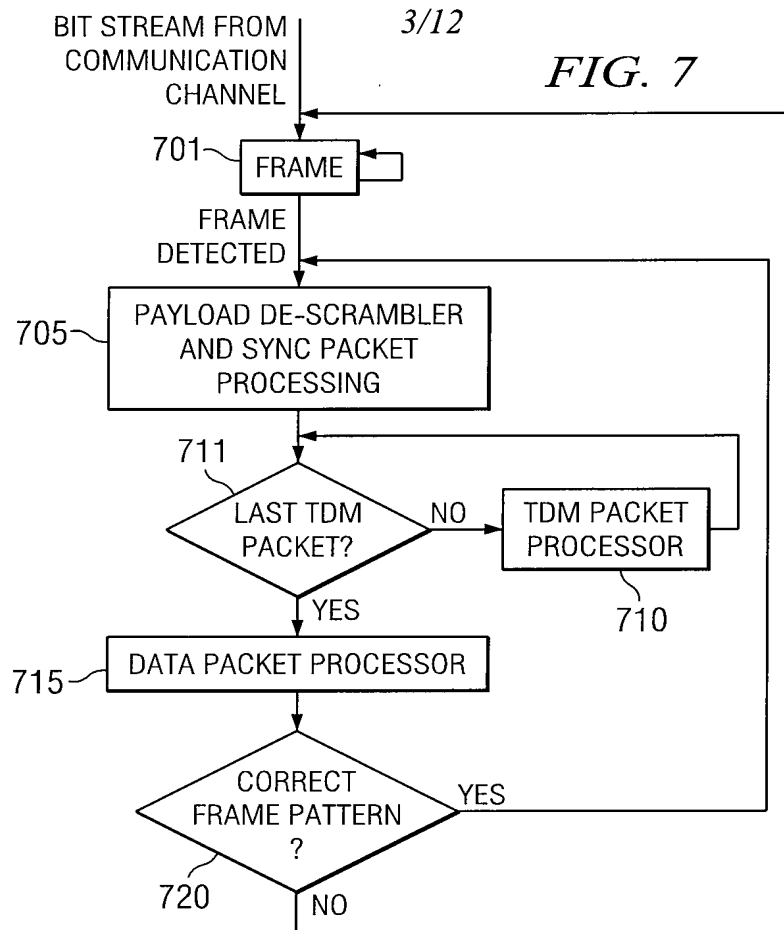 BIT STREAM FROM
COMMUNICATION
CHANNEL
3/12
FIG. 7
701
FRAME
FRAME
DETECTED
705
PAYLOAD DE-SCRAMBLER
AND SYNC PACKET
PROCESSING
711
LAST TDM
PACKET?
NO
TDM PACKET
PROCESSOR
710
YES
715
DATA PACKET PROCESSOR
CORRECT
FRAME PATTERN
?
YES
720
NO